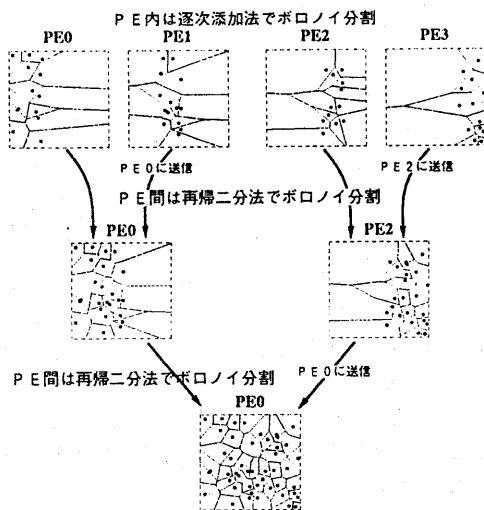 PE内は逐次添加法でボロノイ分割
PE0 PE1 PE2 PE3
PE0に送信 PE2に送信
PE間は再帰二分法でボロノイ分割
PE0 PE2
PE間は再帰二分法でボロノイ分割 PE0に送信
PE0